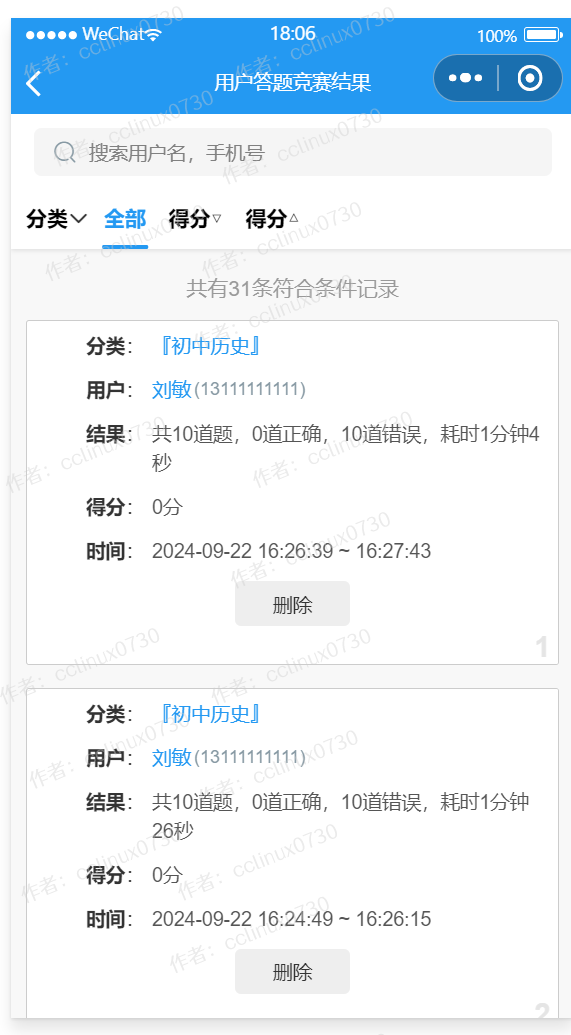 WeChat 18:06 100%
用户答题竞赛结果
搜索用户名，手机号
分类 全部 得分▽ 得分△
共有31条符合条件记录
分类： 『初中历史』
用户： 刘敏(13111111111)
结果： 共10道题，0道正确，10道错误，耗时1分钟4
秒
得分： 0分
时间： 2024-09-22 16:26:39 ~ 16:27:43
删除
1
分类： 『初中历史』
用户： 刘敏(13111111111)
结果： 共10道题，0道正确，10道错误，耗时1分钟
26秒
得分： 0分
时间： 2024-09-22 16:24:49 ~ 16:26:15
删除
2
作者：cclinux0730